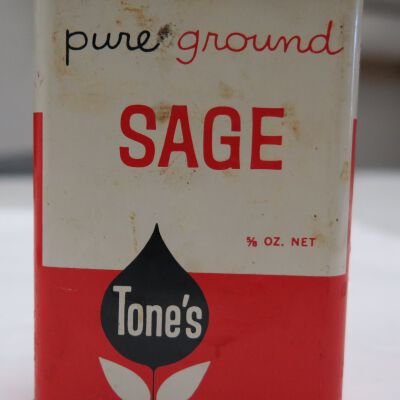 pure ground
SAGE
⅝ OZ. NET
Tone's